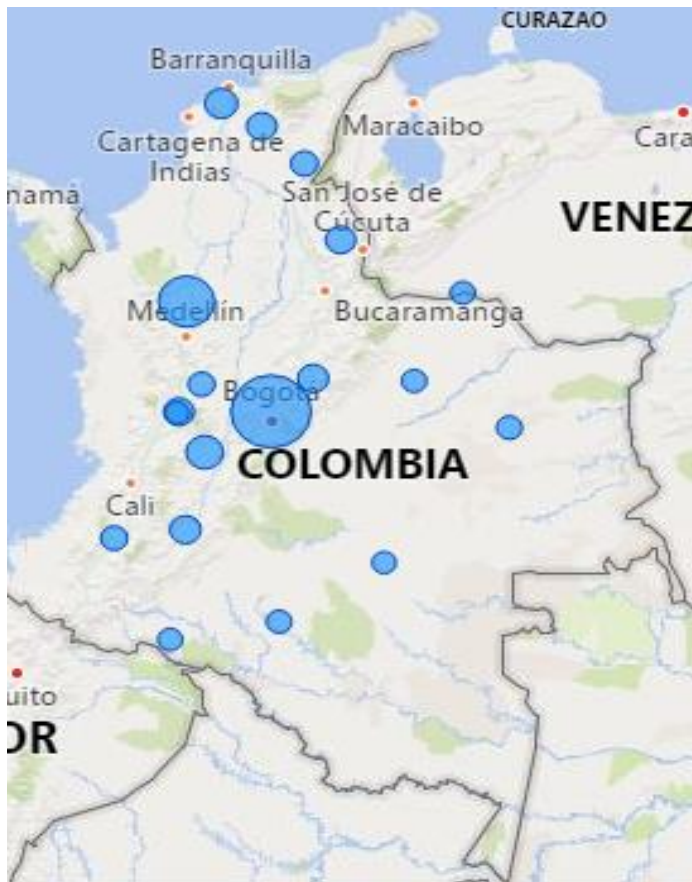 CURAZAO
Barranquilla
Maracaibo
Cartagena de
Indias
Cara
namá
San José de
Cúcuta
VENEZ
Medellín
Bucaramanga
Bogotá
COLOMBIA
Cali
uito
OR